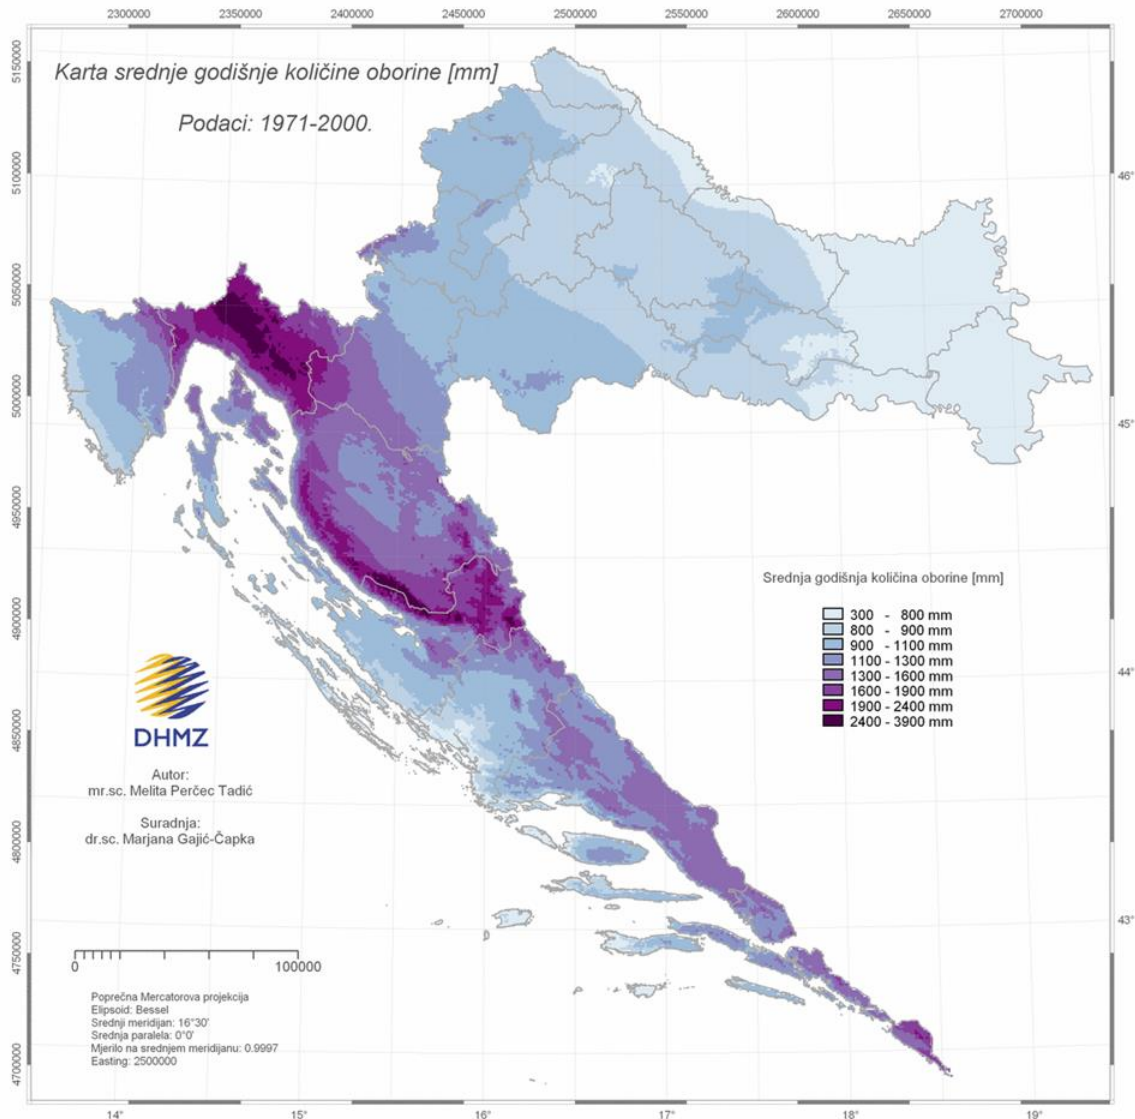 2300000 2350000 2400000 2450000 2500000 2550000 2600000 2650000 2700000
Karta srednje godišnje količine oborine [mm]
Podaci: 1971-2000.
5150000
5100000
5050000
5000000
4950000
4900000
4850000
4800000
4750000
4700000
46°
45°
44°
43°
Srednja godišnja količina oborine [mm]
300 - 800 mm
800 - 900 mm
900 - 1100 mm
1100 - 1300 mm
1300 - 1600 mm
1600 - 1900 mm
1900 - 2400 mm
2400 - 3900 mm
DHMZ
Autor:
mr.sc. Melita Perčec Tadić
Suradnja:
dr.sc. Marjana Gajić-Čapka
0 100000
Poprečna Mercatorova projekcija
Elipsoid: Bessel
Srednji meridijan: 16°30'
Srednja paralela: 0°0'
Mjerilo na srednjem meridijanu: 0.9997
Easting: 2500000
14° 15° 16° 17° 18° 19°